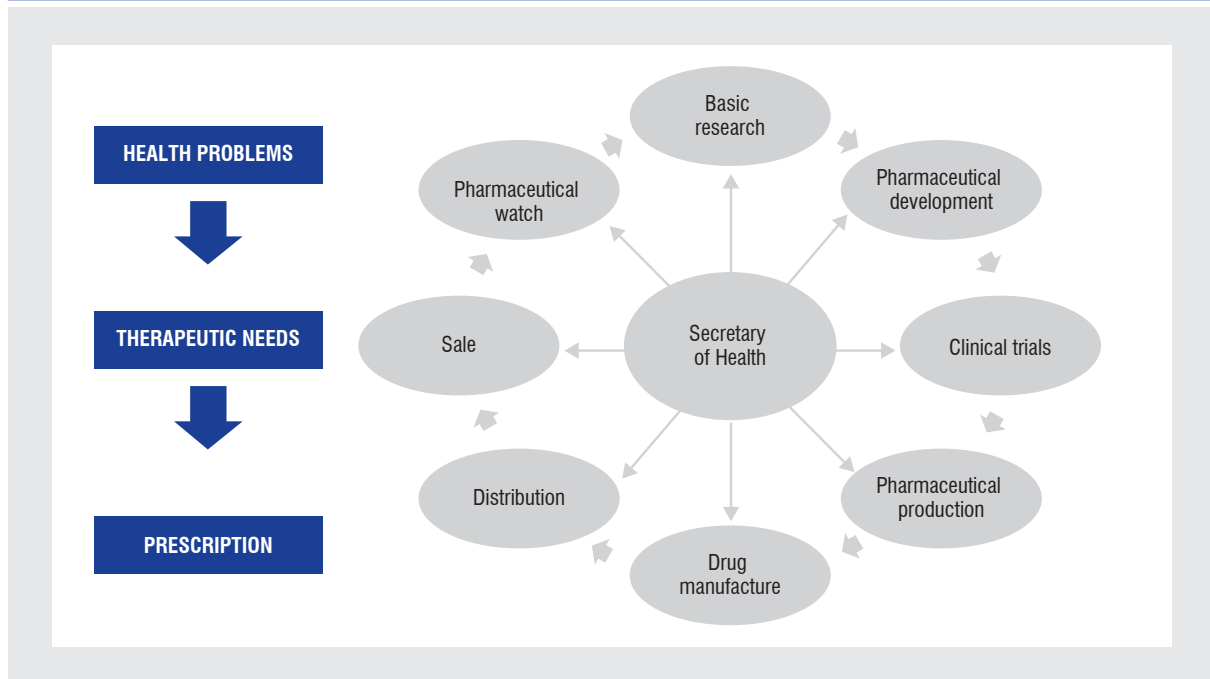 HEALTH PROBLEMS
THERAPEUTIC NEEDS
PRESCRIPTION
Basic
research
Pharmaceutical
development
Clinical trials
Pharmaceutical
production
Drug
manufacture
Distribution
Sale
Pharmaceutical
watch
Secretary
of Health